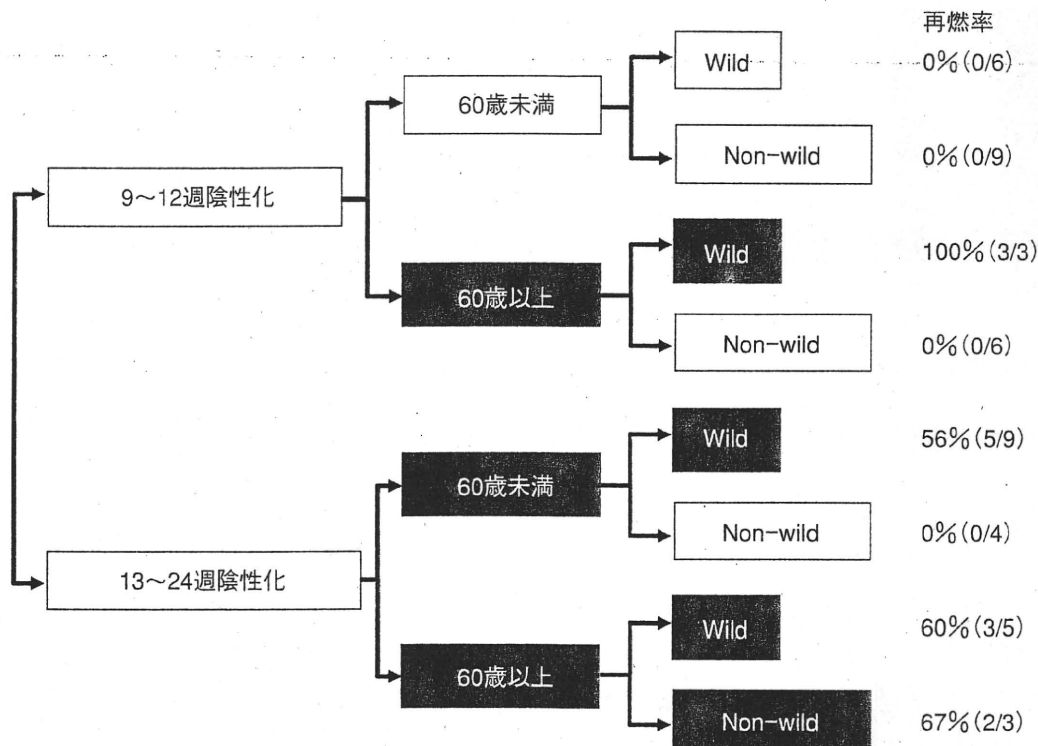 再燃率
Wild 0%(0/6)
60歳未満
Non-wild 0%(0/9)
9〜12週陰性化
Wild 100%(3/3)
60歳以上
Non-wild 0%(0/6)
Wild 56%(5/9)
60歳未満
Non-wild 0%(0/4)
13〜24週陰性化
Wild 60%(3/5)
60歳以上
Non-wild 67%(2/3)